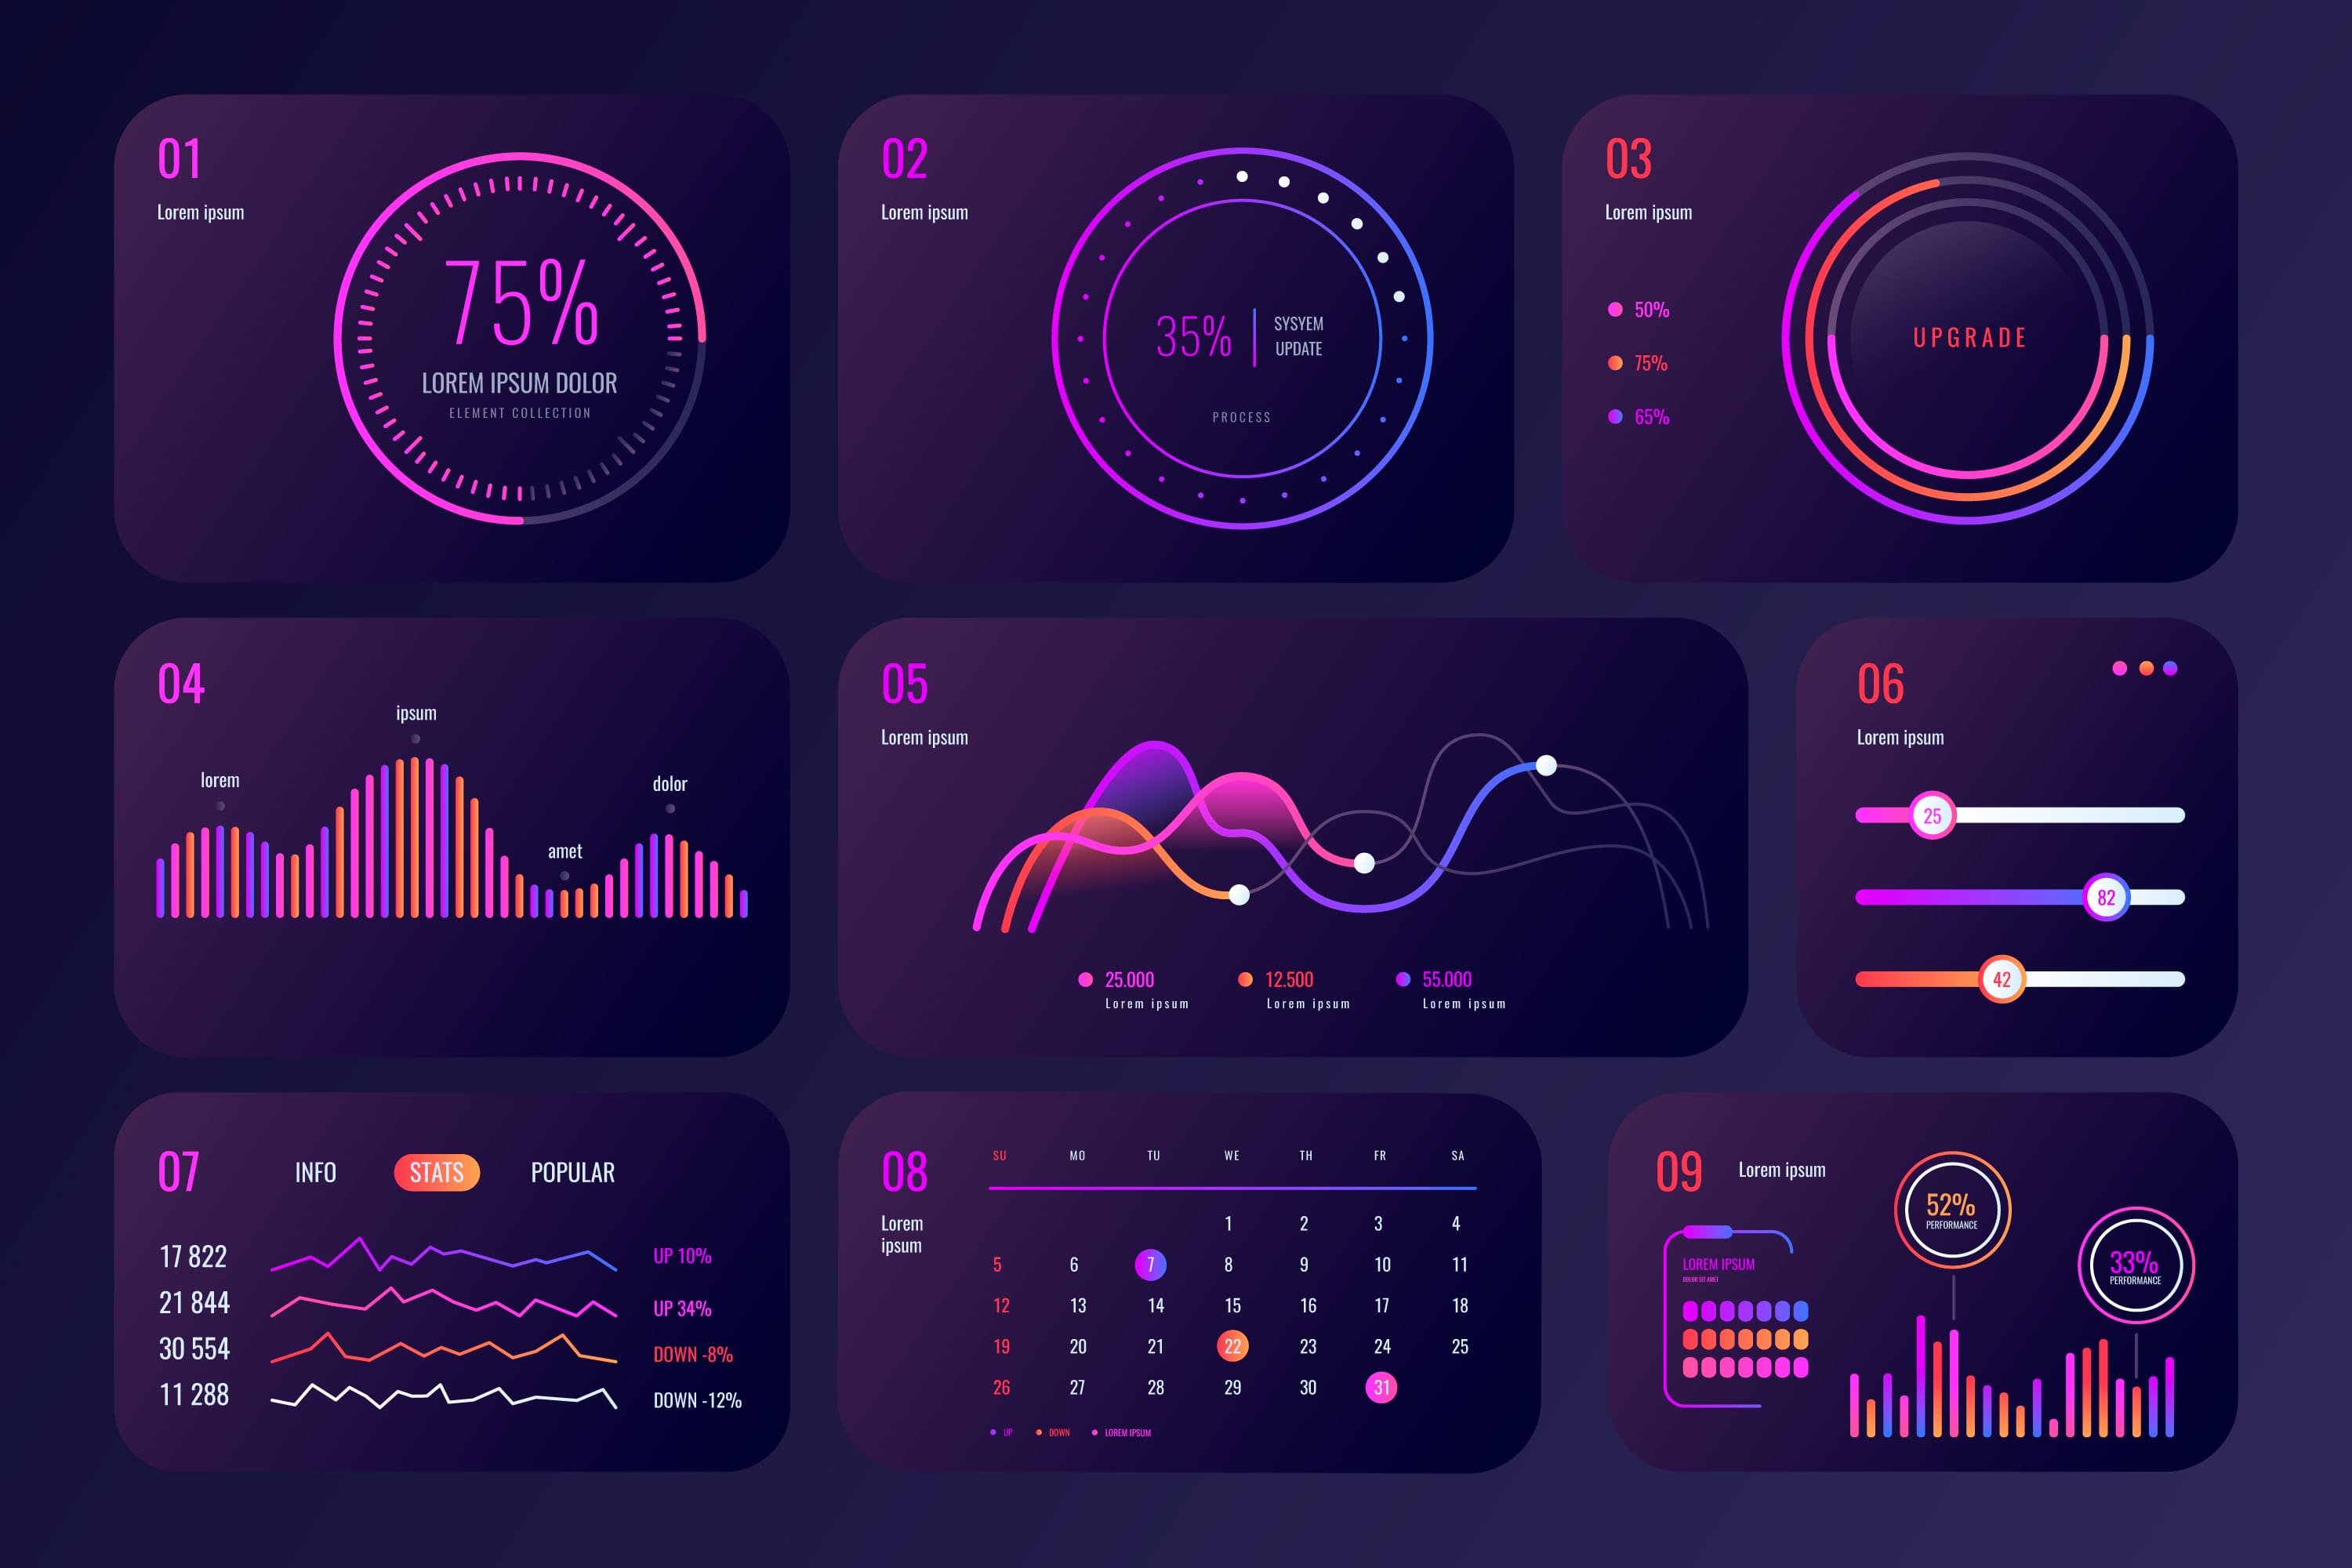 01
Lorem ipsum
75%
LOREM IPSUM DOLOR
ELEMENT COLLECTION
02
Lorem ipsum
35%
SYSYEM
UPDATE
PROCESS
03
Lorem ipsum
50%
75%
65%
UPGRADE
04
lorem
ipsum
amet
dolor
05
Lorem ipsum
25.000
Lorem ipsum
12.500
Lorem ipsum
55.000
Lorem ipsum
06
Lorem ipsum
25
82
42
07
INFO STATS POPULAR
17 822 UP 10%
21 844 UP 34%
30 554 DOWN -8%
11 288 DOWN -12%
08
Lorem
ipsum
SU MO TU WE TH FR SA
1 2 3 4
5 6 7 8 9 10 11
12 13 14 15 16 17 18
19 20 21 22 23 24 25
26 27 28 29 30 31
UP DOWN LOREM IPSUM
09
Lorem ipsum
52%
PERFORMANCE
33%
PERFORMANCE
LOREM IPSUM
DOLOR SIT AMET